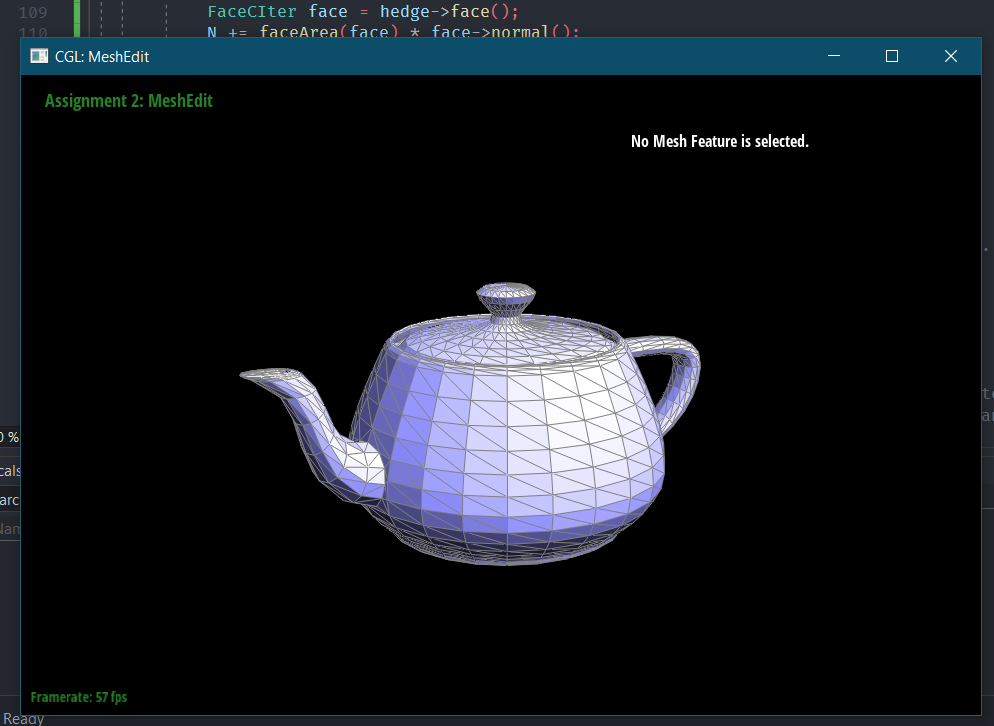 109 FaceCIter face = hedge->face();
110 N += faceArea(face) * face->normal();
CGL: MeshEdit
Assignment 2: MeshEdit
No Mesh Feature is selected.
0 %
cals
arc
Nam
Framerate: 57 fps
Ready